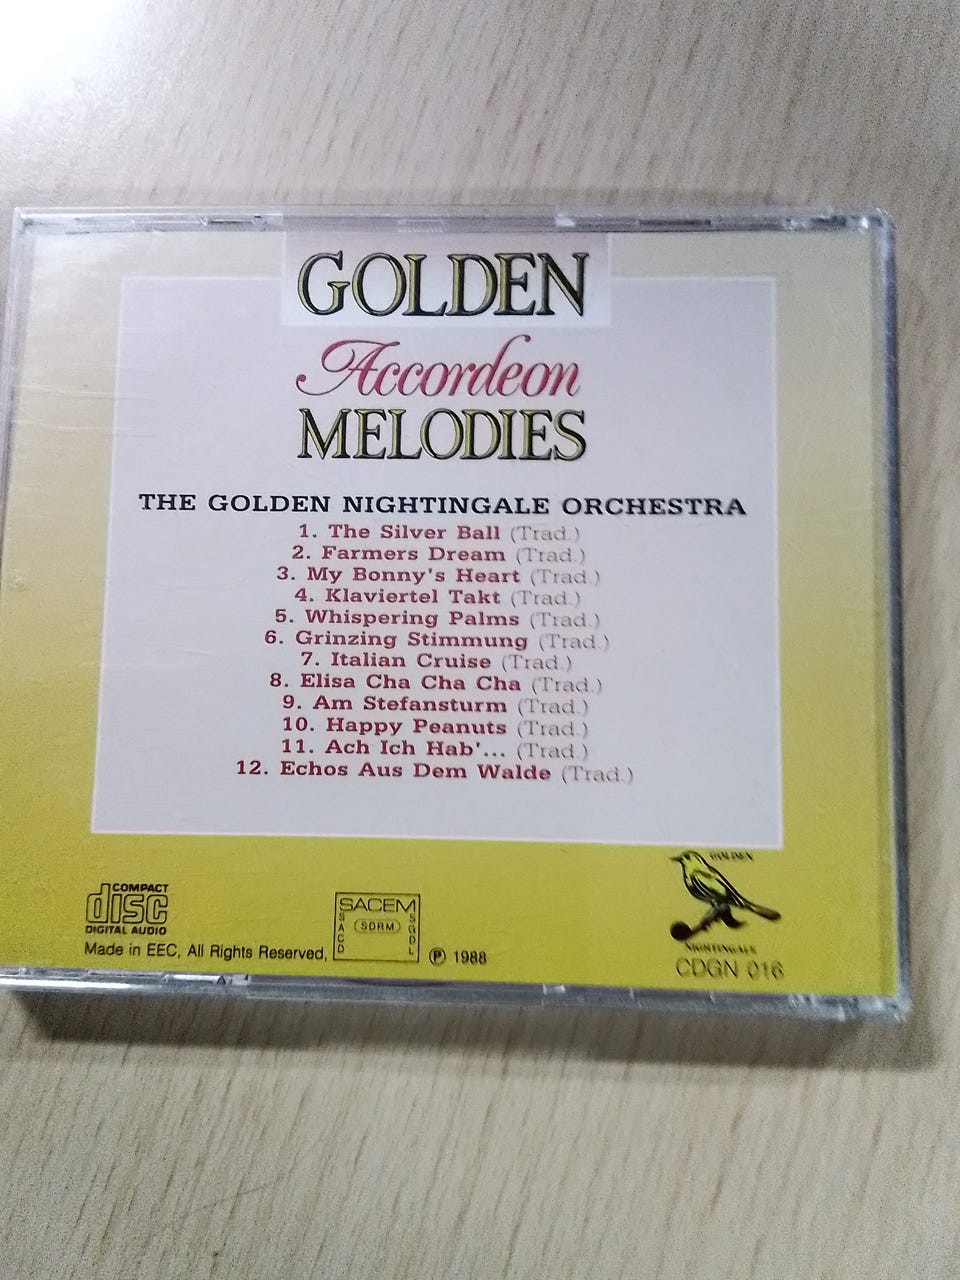 GOLDEN
Accordeon
MELODIES
THE GOLDEN NIGHTINGALE ORCHESTRA
1. The Silver Ball (Trad.)
2. Farmers Dream (Trad.)
3. My Bonny's Heart (Trad.)
4. Klaviertel Takt (Trad.)
5. Whispering Palms (Trad.)
6. Grinzing Stimmung (Trad.)
7. Italian Cruise (Trad.)
8. Elisa Cha Cha Cha (Trad.)
9. Am Stefansturm (Trad.)
10. Happy Peanuts (Trad.)
11. Ach Ich Hab'... (Trad.)
12. Echos Aus Dem Walde (Trad.)
COMPACT
disc
DIGITAL AUDIO
Made in EEC, All Rights Reserved,
SACEM
SACD
SDRM
SGDL
Ⓟ 1988
GOLDEN
NIGHTINGALE
CDGN 016